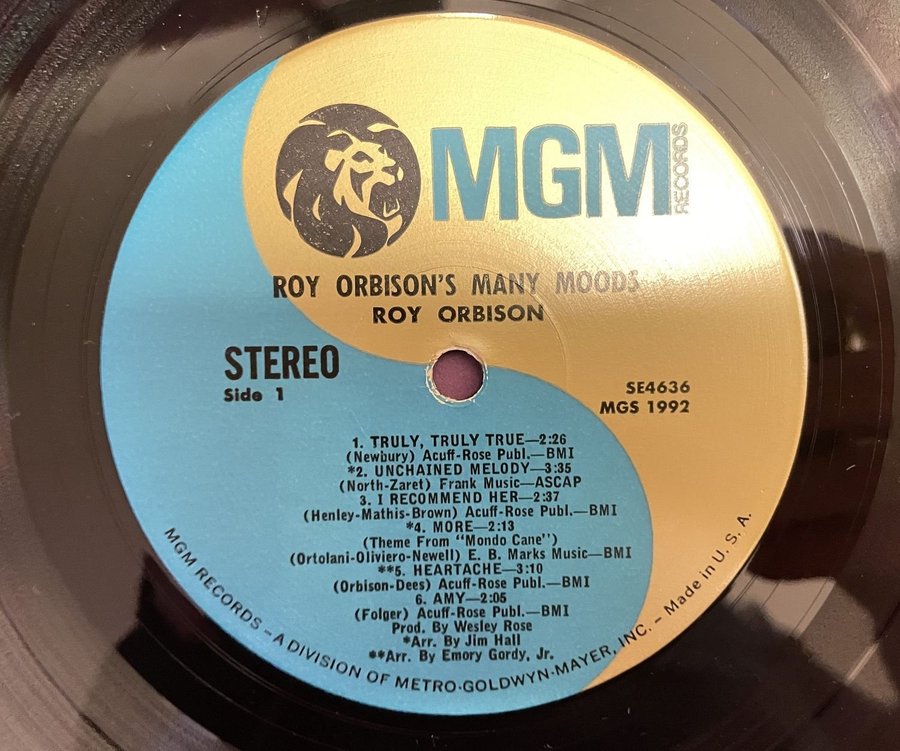 MGM RECORDS
ROY ORBISON'S MANY MOODS
ROY ORBISON
STEREO
Side 1
SE4636
MGS 1992
1. TRULY, TRULY TRUE—2:26
(Newbury) Acuff-Rose Publ.—BMI
*2. UNCHAINED MELODY—3:35
(North-Zaret) Frank Music—ASCAP
3. I RECOMMEND HER—2:37
(Henley-Mathis-Brown) Acuff-Rose Publ.—BMI
*4. MORE—2:13
(Theme From "Mondo Cane")
(Ortolani-Oliviero-Newell) E. B. Marks Music—BMI
**5. HEARTACHE—3:10
(Orbison-Dees) Acuff-Rose Publ.—BMI
6. AMY—2:05
(Folger) Acuff-Rose Publ.—BMI
Prod. By Wesley Rose
*Arr. By Jim Hall
**Arr. By Emory Gordy, Jr.
MGM RECORDS – A DIVISION OF METRO-GOLDWYN-MAYER, INC. – Made in U. S. A.